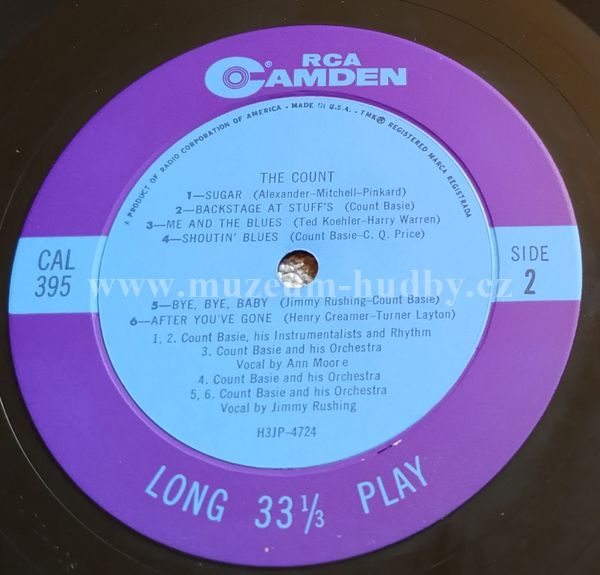 RCA
CAMDEN®
A PRODUCT OF RADIO CORPORATION OF AMERICA - MADE IN U.S.A. - TMK® REGISTERED MARCA REGISTRADA
THE COUNT
1—SUGAR (Alexander-Mitchell-Pinkard)
2—BACKSTAGE AT STUFF'S (Count Basie)
3—ME AND THE BLUES (Ted Koehler-Harry Warren)
4—SHOUTIN' BLUES (Count Basie-C. Q. Price)
CAL
395
SIDE
2
www.muzeum-hudby.cz
5—BYE, BYE, BABY (Jimmy Rushing-Count Basie)
6—AFTER YOU'VE GONE (Henry Creamer-Turner Layton)
1, 2. Count Basie, his Instrumentalists and Rhythm
3. Count Basie and his Orchestra
Vocal by Ann Moore
4. Count Basie and his Orchestra
5, 6. Count Basie and his Orchestra
Vocal by Jimmy Rushing
H3JP-4724
LONG 33⅓ PLAY